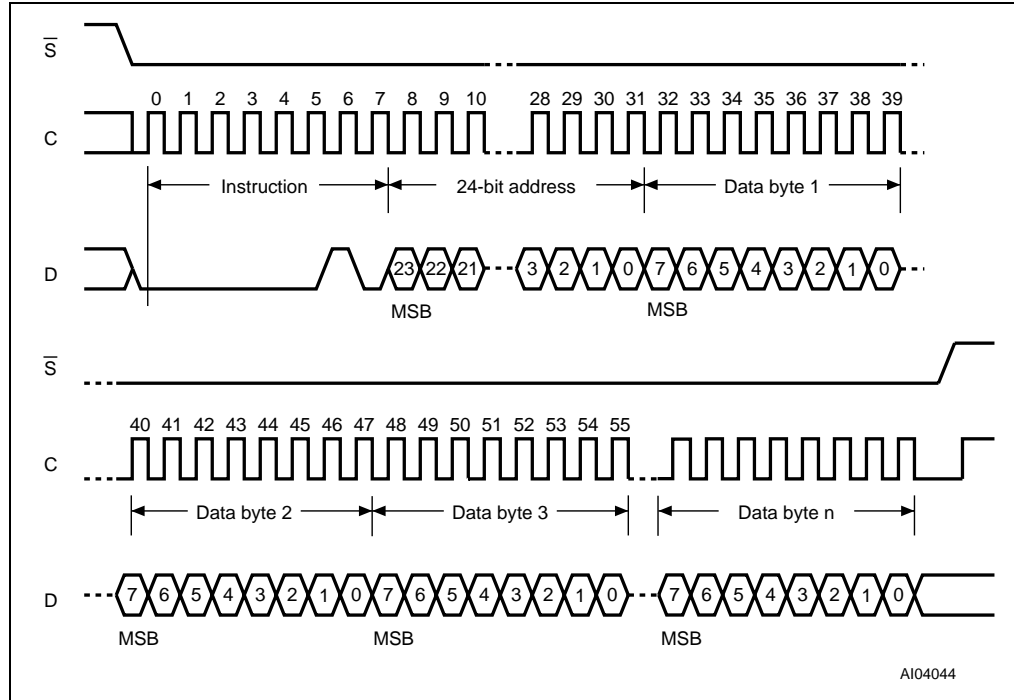 S̅
0 1 2 3 4 5 6 7 8 9 10 28 29 30 31 32 33 34 35 36 37 38 39
C
Instruction 24-bit address Data byte 1
D 23 22 21 3 2 1 0 7 6 5 4 3 2 1 0
MSB MSB
S̅
40 41 42 43 44 45 46 47 48 49 50 51 52 53 54 55
C
Data byte 2 Data byte 3 Data byte n
D 7 6 5 4 3 2 1 0 7 6 5 4 3 2 1 0 7 6 5 4 3 2 1 0
MSB MSB MSB
AI04044